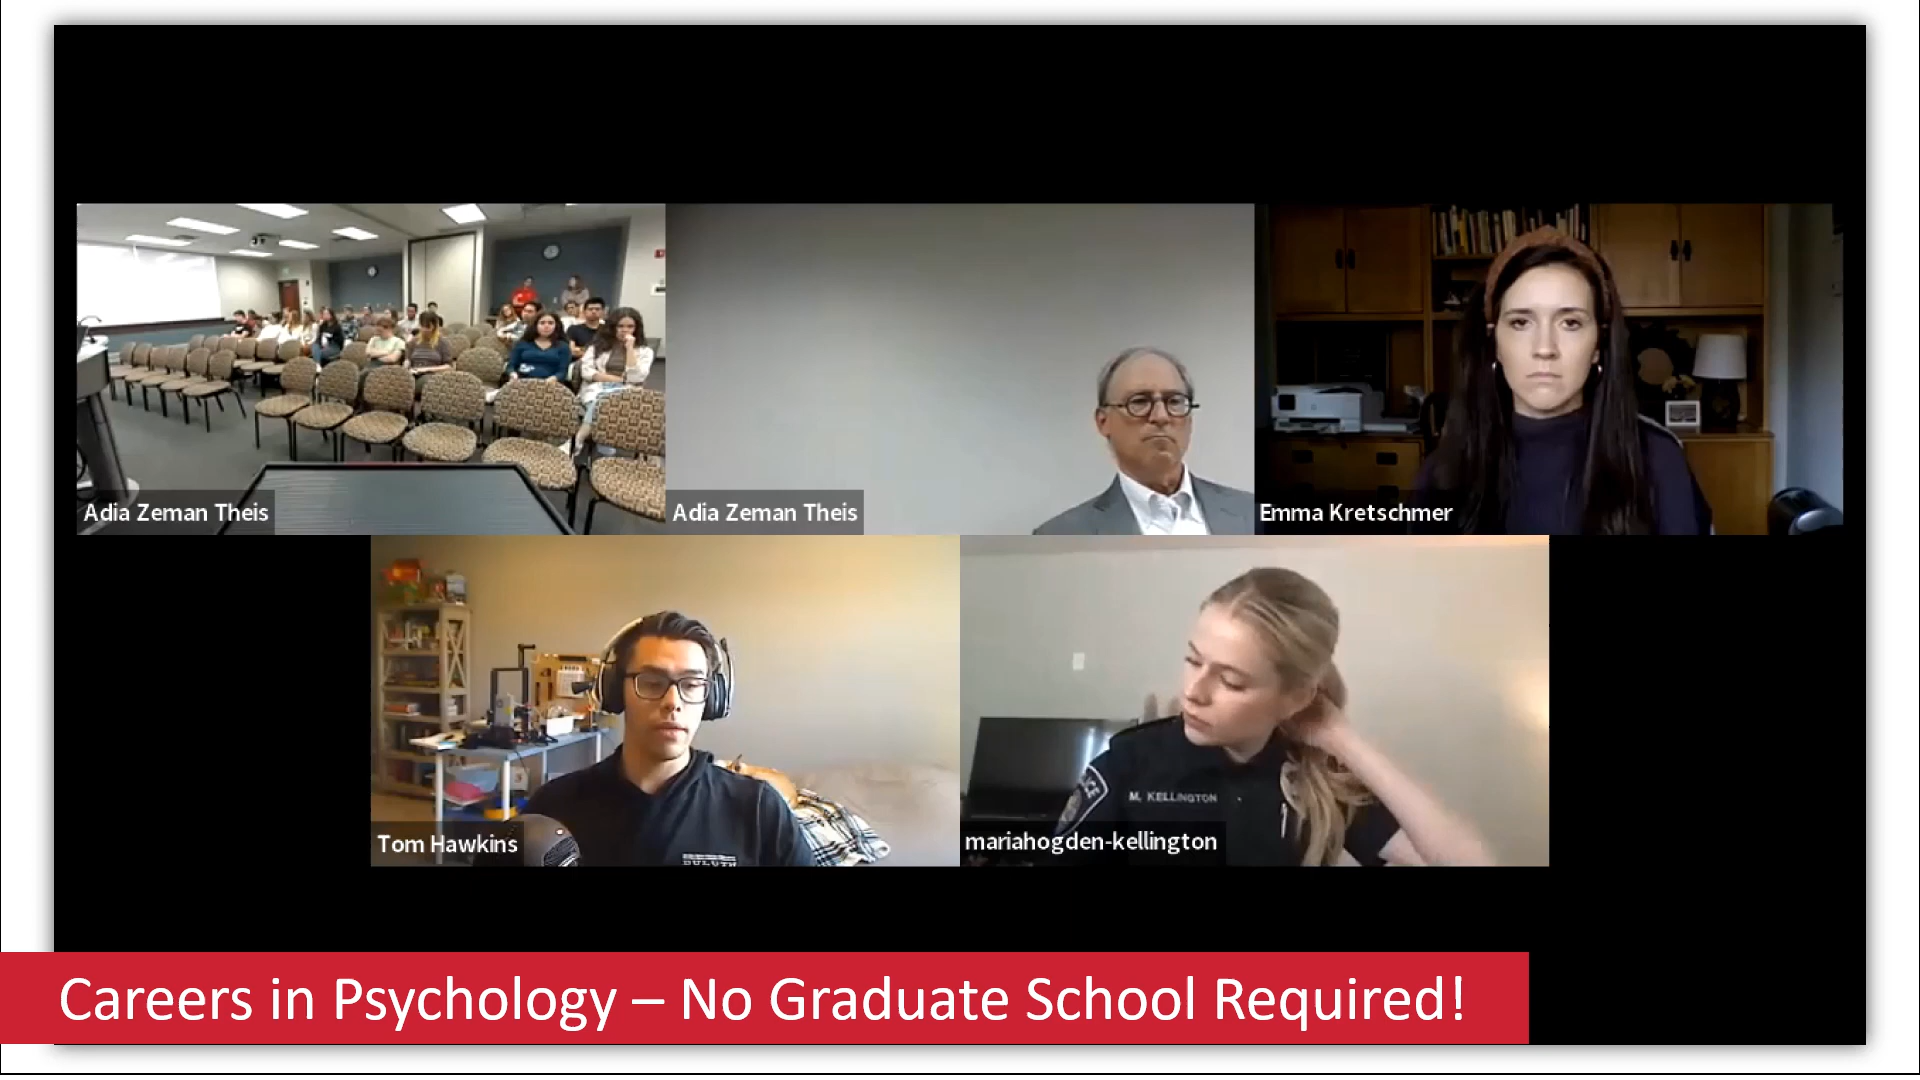 Adia Zeman Theis
Adia Zeman Theis
Emma Kretschmer
M. KELLINGTON
Tom Hawkins
mariahogden-kellington
Careers in Psychology – No Graduate School Required!